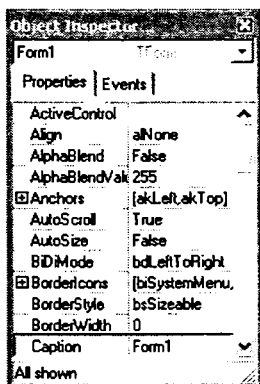 Object Inspector
Form1 TForm
Properties Events
ActiveControl
Align alNone
AlphaBlend False
AlphaBlendVal 255
Anchors [akLeft,akTop]
AutoScroll True
AutoSize False
BiDiMode bdLeftToRight
BorderIcons [biSystemMenu,
BorderStyle bsSizeable
BorderWidth 0
Caption Form1
All shown